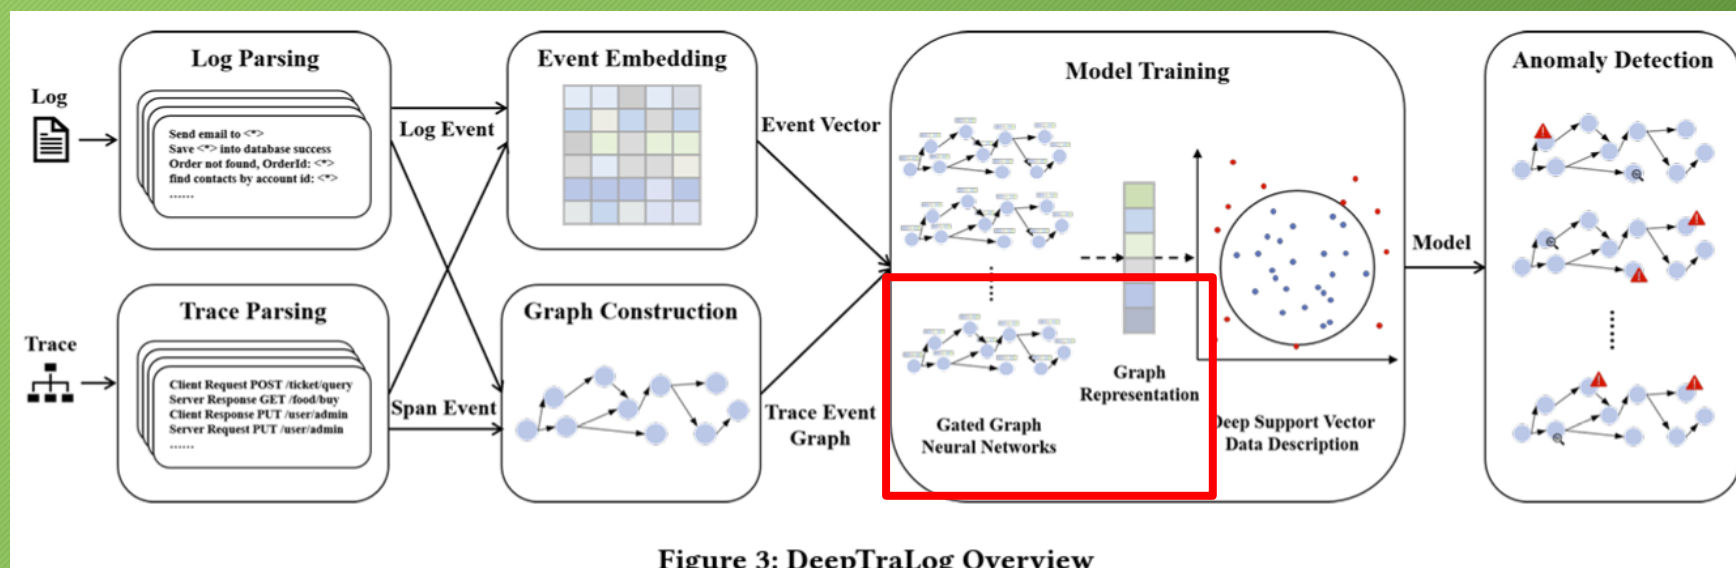 Log
Log Parsing
Send email to <*>
Save <*> into database success
Order not found, OrderId: <*>
find contacts by account id: <*>
......
Trace
Trace Parsing
Client Request POST /ticket/query
Server Response GET /food/buy
Client Response PUT /user/admin
Server Request PUT /user/admin
......
Log Event
Span Event
Event Embedding
Graph Construction
Event Vector
Trace Event
Graph
Model Training
Gated Graph
Neural Networks
Graph
Representation
Deep Support Vector
Data Description
Model
Anomaly Detection
Figure 3: DeepTraLog Overview